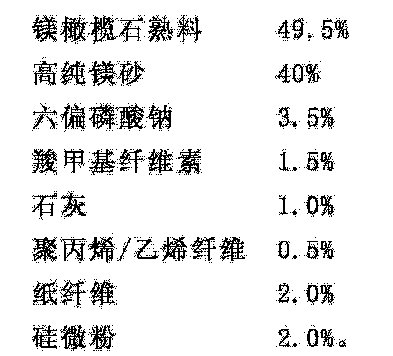 镁橄榄石熟料 49.5%
高纯镁砂 40%
六偏磷酸钠 3.5%
羧甲基纤维素 1.5%
石灰 1.0%
聚丙烯/乙烯纤维 0.5%
纸纤维 2.0%
硅微粉 2.0%。